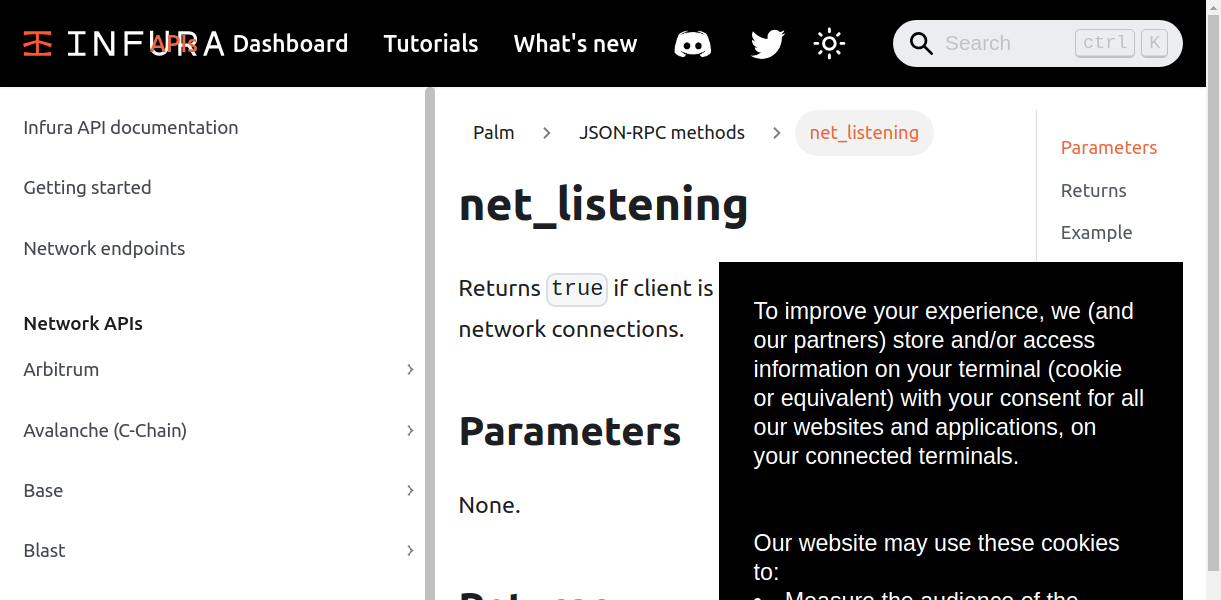 INFURA APIs Dashboard Tutorials What's new Search ctrl K
Infura API documentation
Getting started
Network endpoints
Network APIs
Arbitrum
Avalanche (C-Chain)
Base
Blast
Palm JSON-RPC methods net_listening
net_listening
Returns true if client is
network connections.
Parameters
None.
Parameters
Returns
Example
To improve your experience, we (and
our partners) store and/or access
information on your terminal (cookie
or equivalent) with your consent for all
our websites and applications, on
your connected terminals.
Our website may use these cookies
to:
• Measure the audience of the